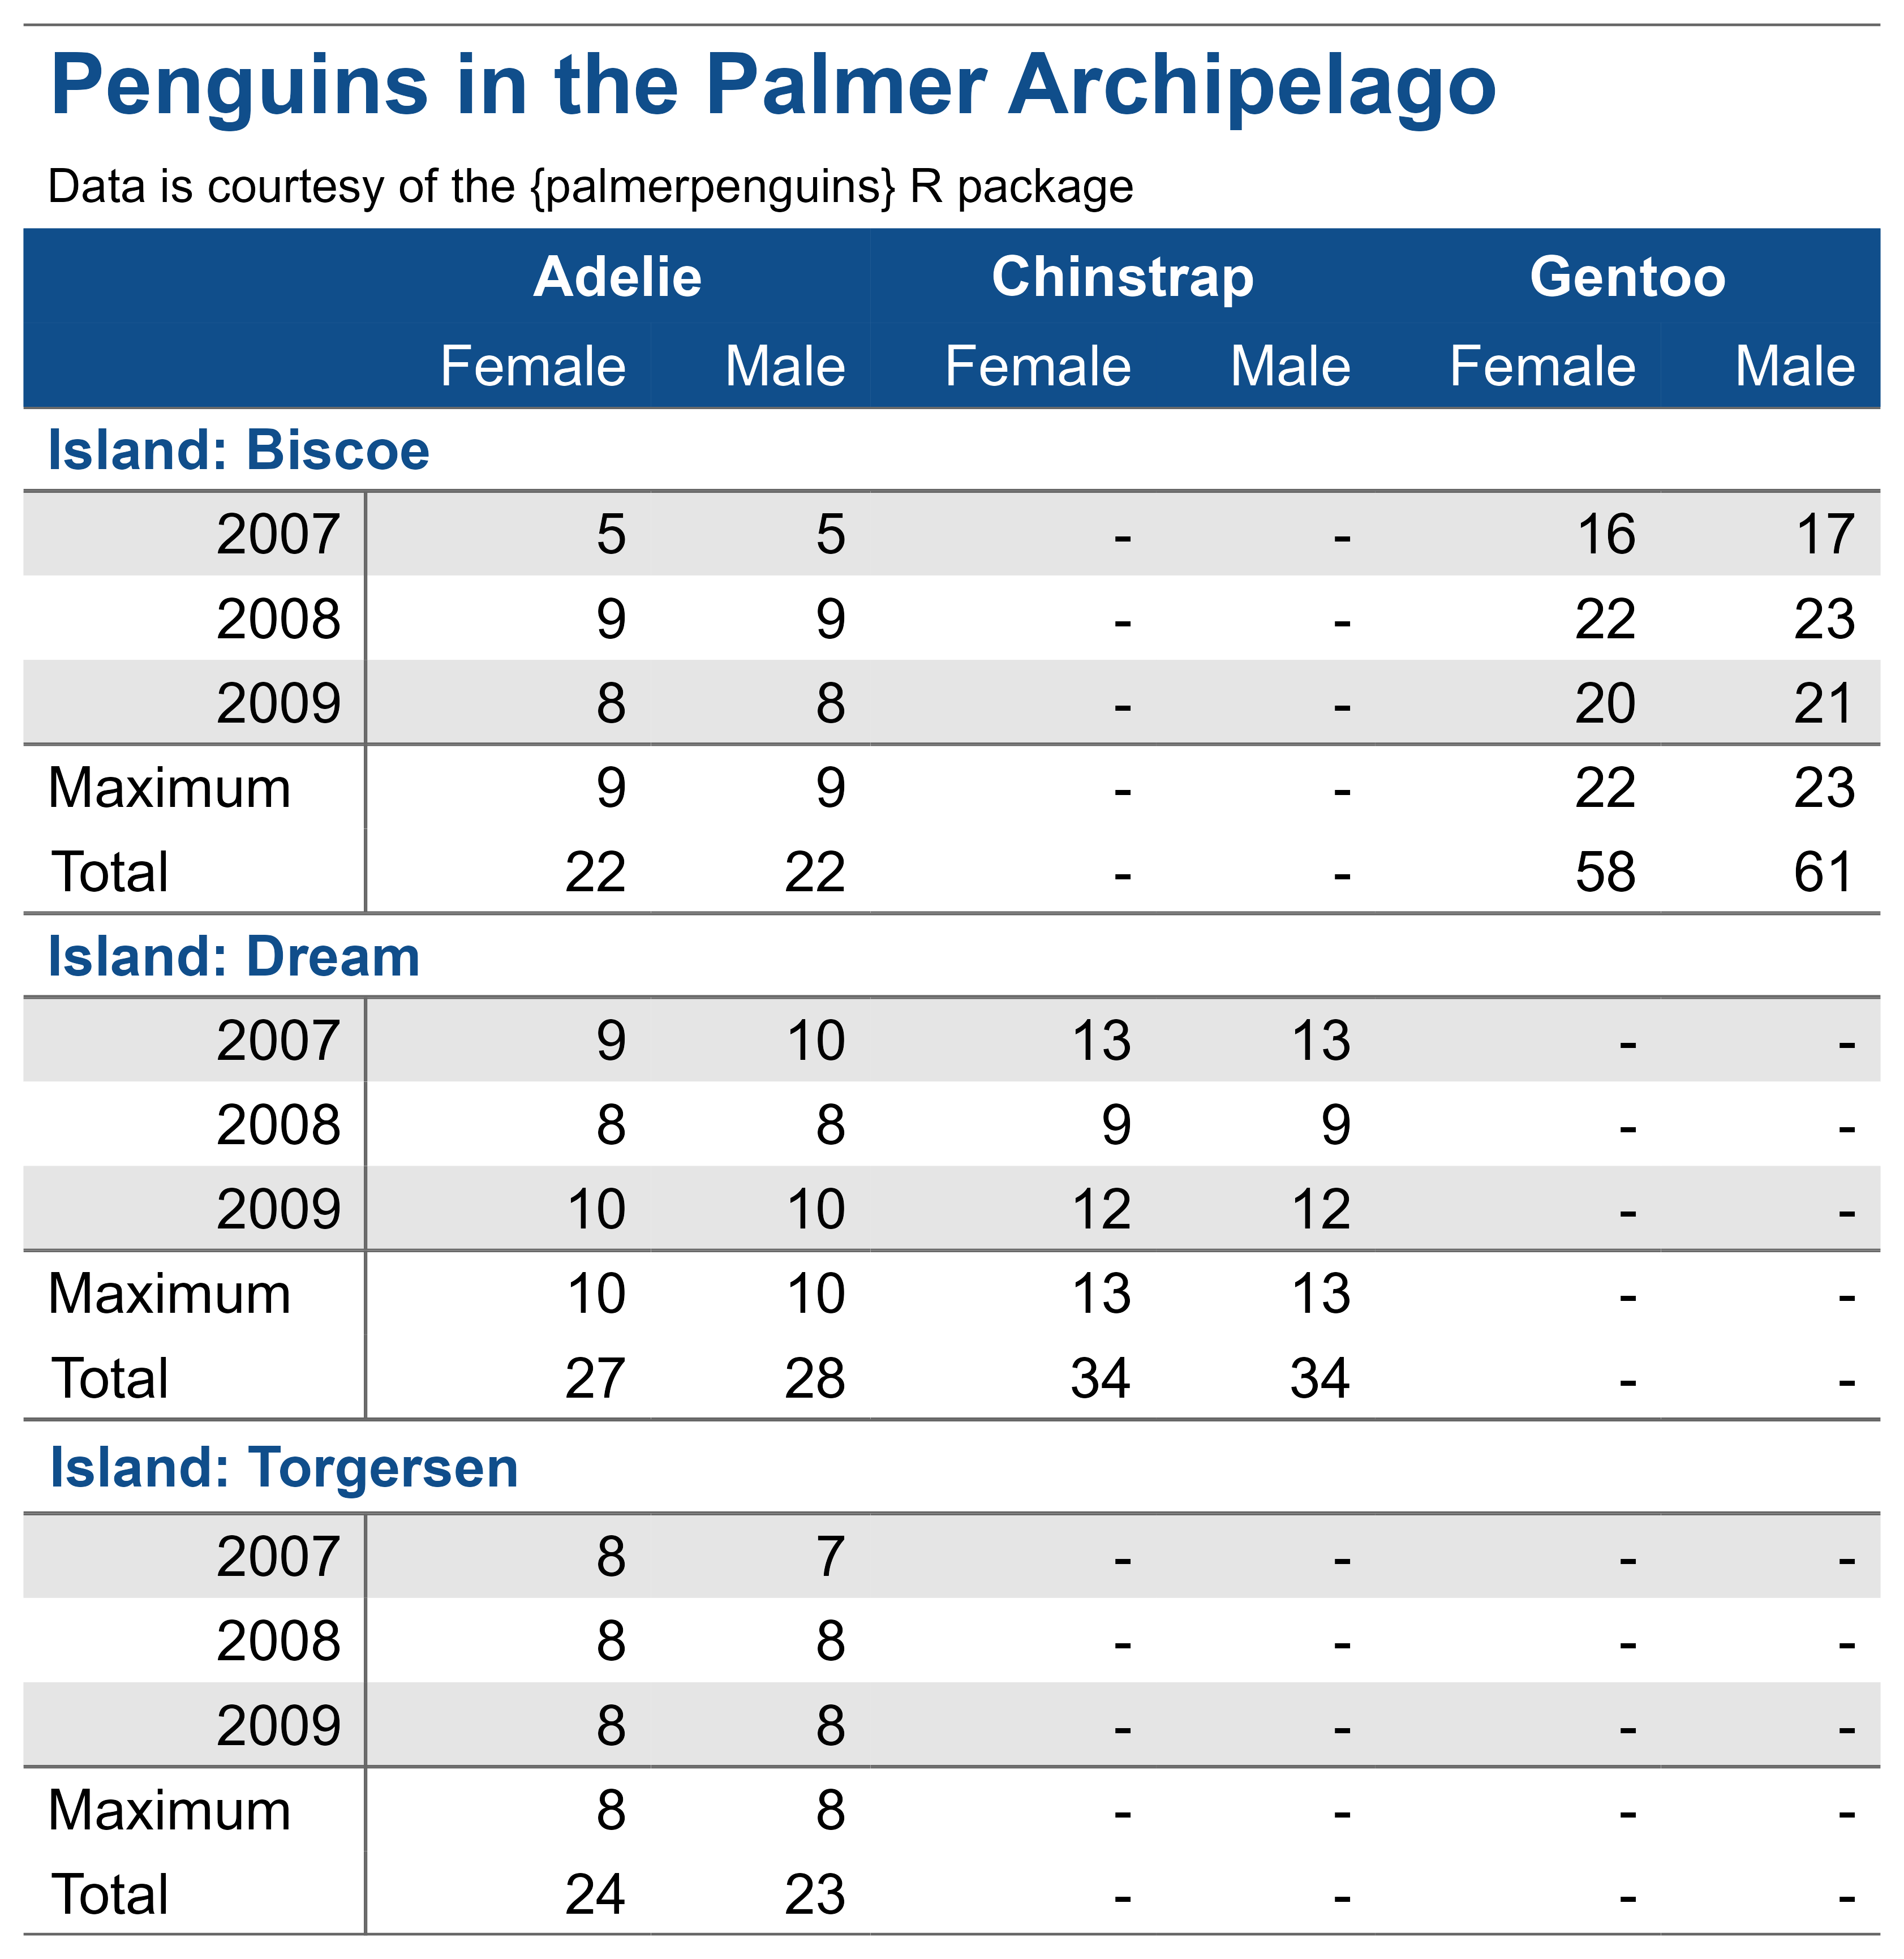 Penguins in the Palmer Archipelago
Data is courtesy of the {palmerpenguins} R package
Adelie Chinstrap Gentoo
Female Male Female Male Female Male
Island: Biscoe
2007 5 5 - - 16 17
2008 9 9 - - 22 23
2009 8 8 - - 20 21
Maximum 9 9 - - 22 23
Total 22 22 - - 58 61
Island: Dream
2007 9 10 13 13 - -
2008 8 8 9 9 - -
2009 10 10 12 12 - -
Maximum 10 10 13 13 - -
Total 27 28 34 34 - -
Island: Torgersen
2007 8 7 - - - -
2008 8 8 - - - -
2009 8 8 - - - -
Maximum 8 8 - - - -
Total 24 23 - - - -